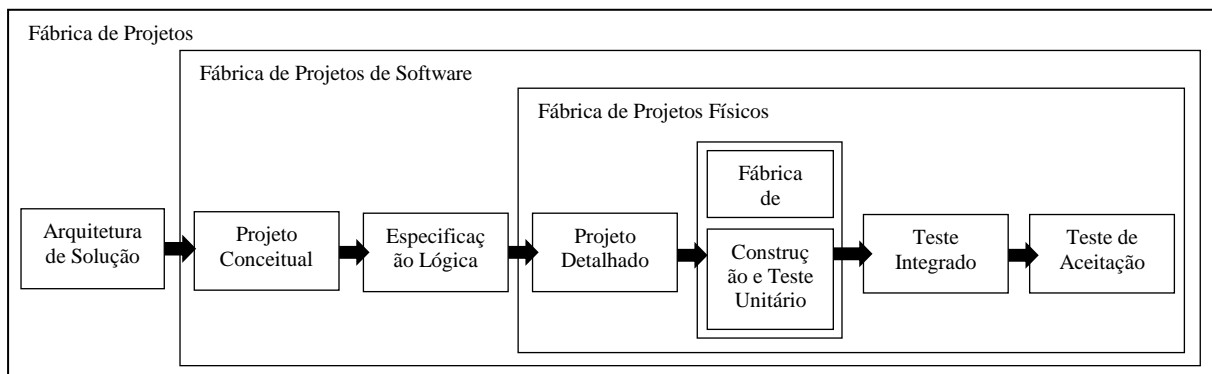 Fábrica de Projetos
Fábrica de Projetos de Software
Fábrica de Projetos Físicos
Arquitetura
de Solução
Projeto
Conceitual
Especificaç
ão Lógica
Projeto
Detalhado
Fábrica
de
Construç
ão e Teste
Unitário
Teste
Integrado
Teste de
Aceitação